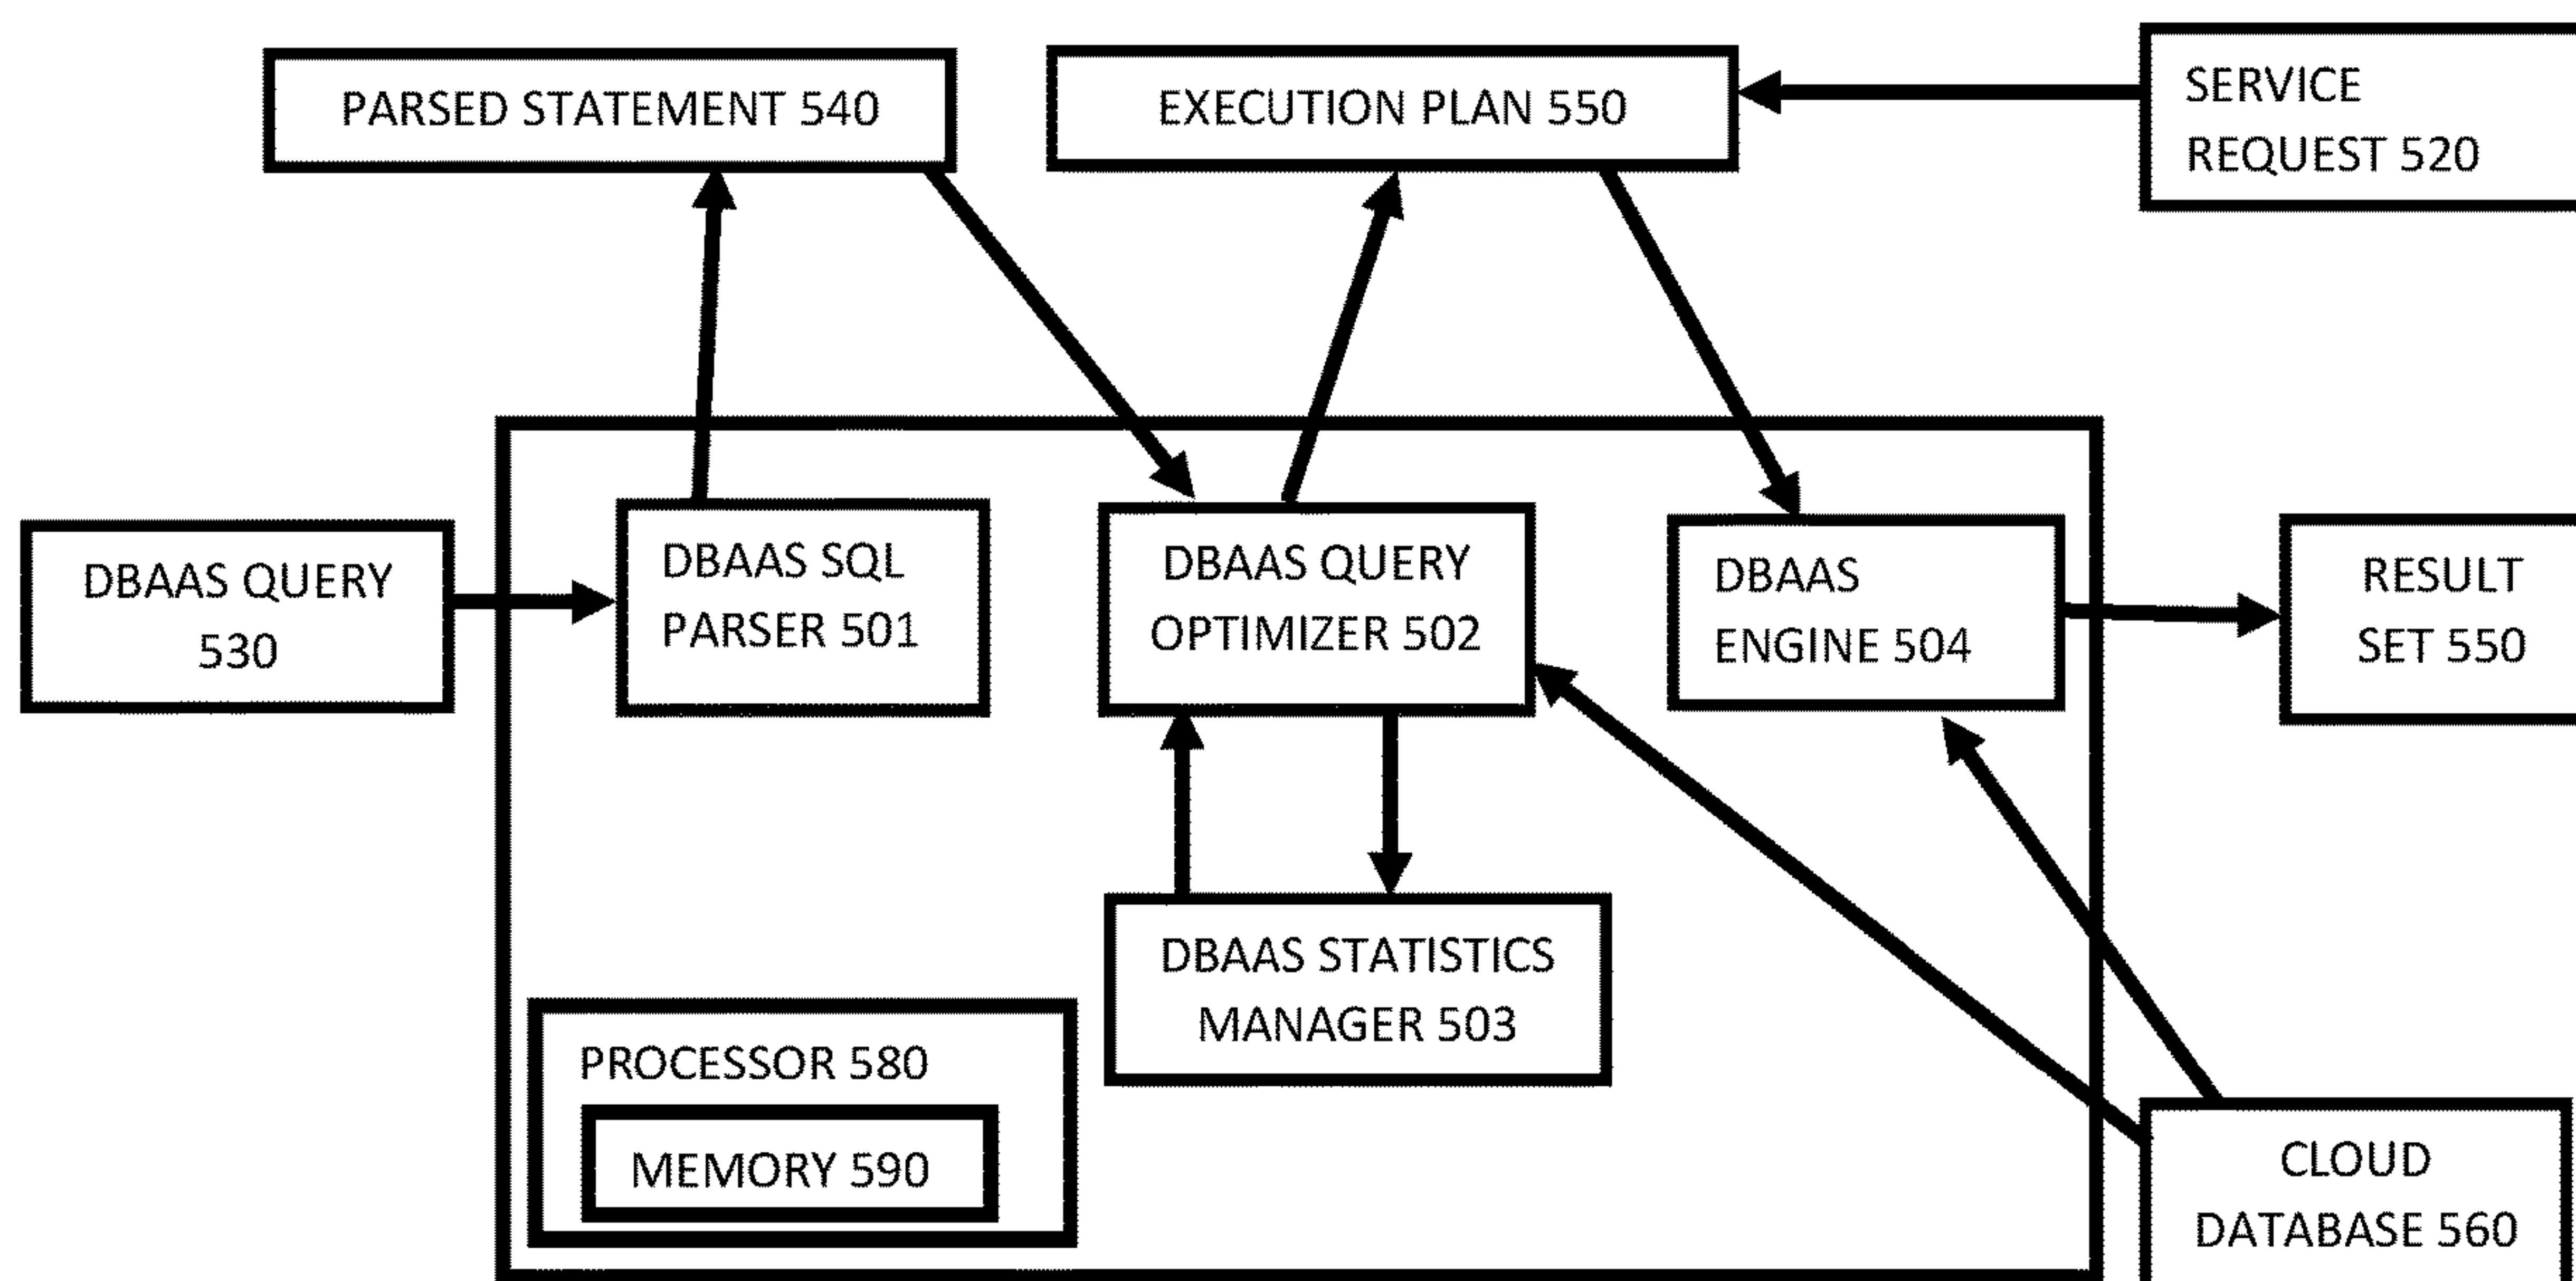 PARSED STATEMENT 540
EXECUTION PLAN 550
SERVICE
REQUEST 520
DBAAS QUERY
530
DBAAS SQL
PARSER 501
DBAAS QUERY
OPTIMIZER 502
DBAAS
ENGINE 504
RESULT
SET 550
DBAAS STATISTICS
MANAGER 503
PROCESSOR 580
MEMORY 590
CLOUD
DATABASE 560